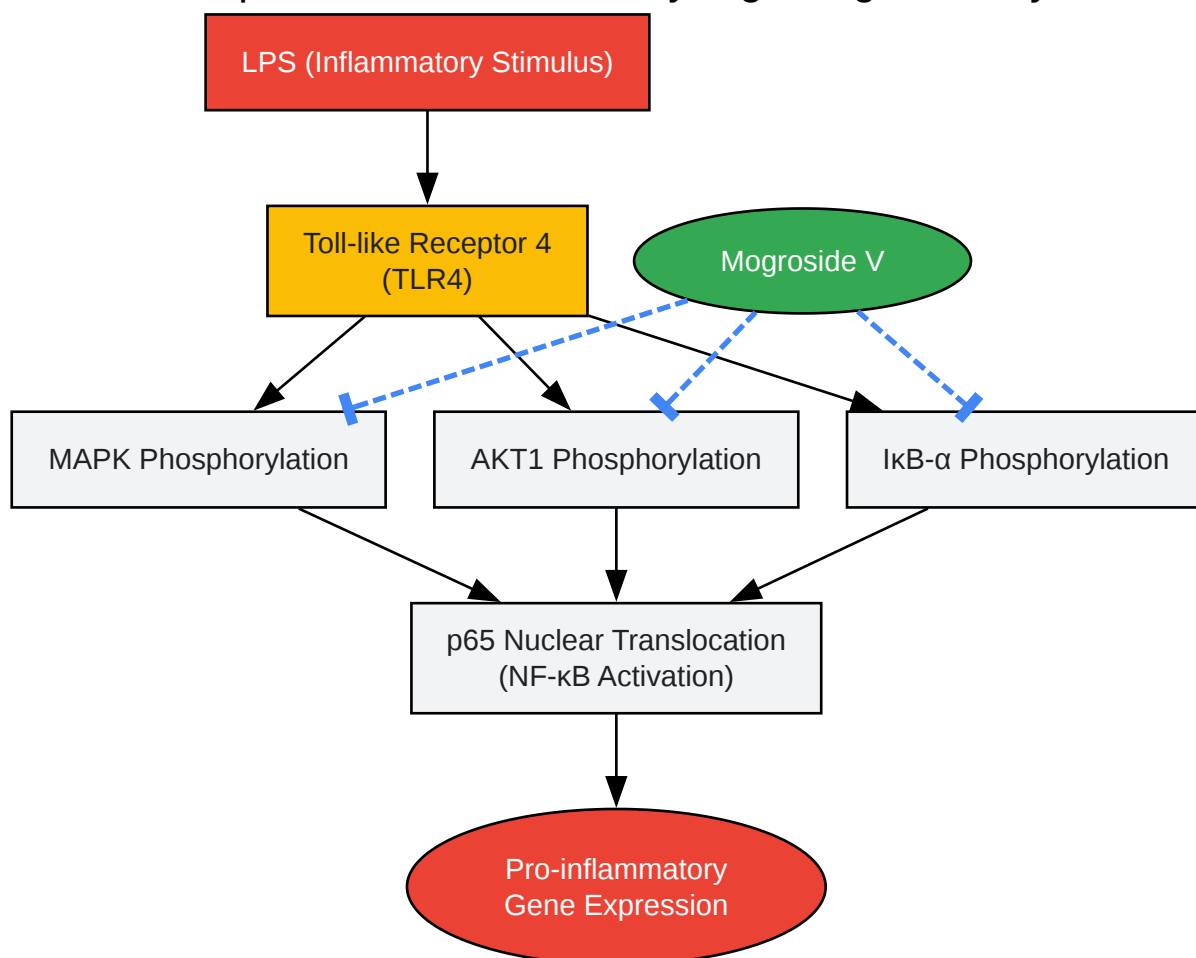 LPS (Inflammatory Stimulus)
Toll-like Receptor 4
(TLR4)
Mogroside V
MAPK Phosphorylation
AKT1 Phosphorylation
IκB-α Phosphorylation
p65 Nuclear Translocation
(NF-κB Activation)
Pro-inflammatory
Gene Expression